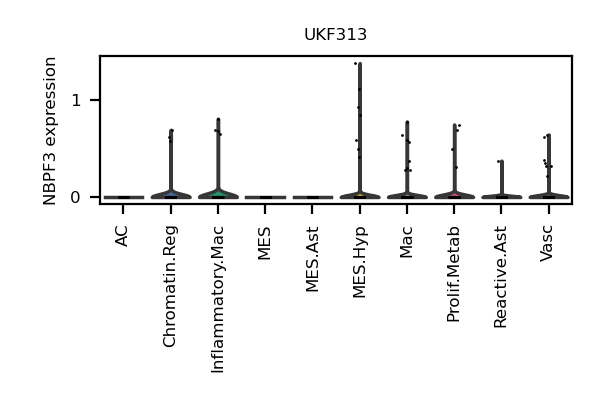 UKF313
NBPF3 expression
1
0
AC
Chromatin.Reg
Inflammatory.Mac
MES
MES.Ast
MES.Hyp
Mac
Prolif.Metab
Reactive.Ast
Vasc